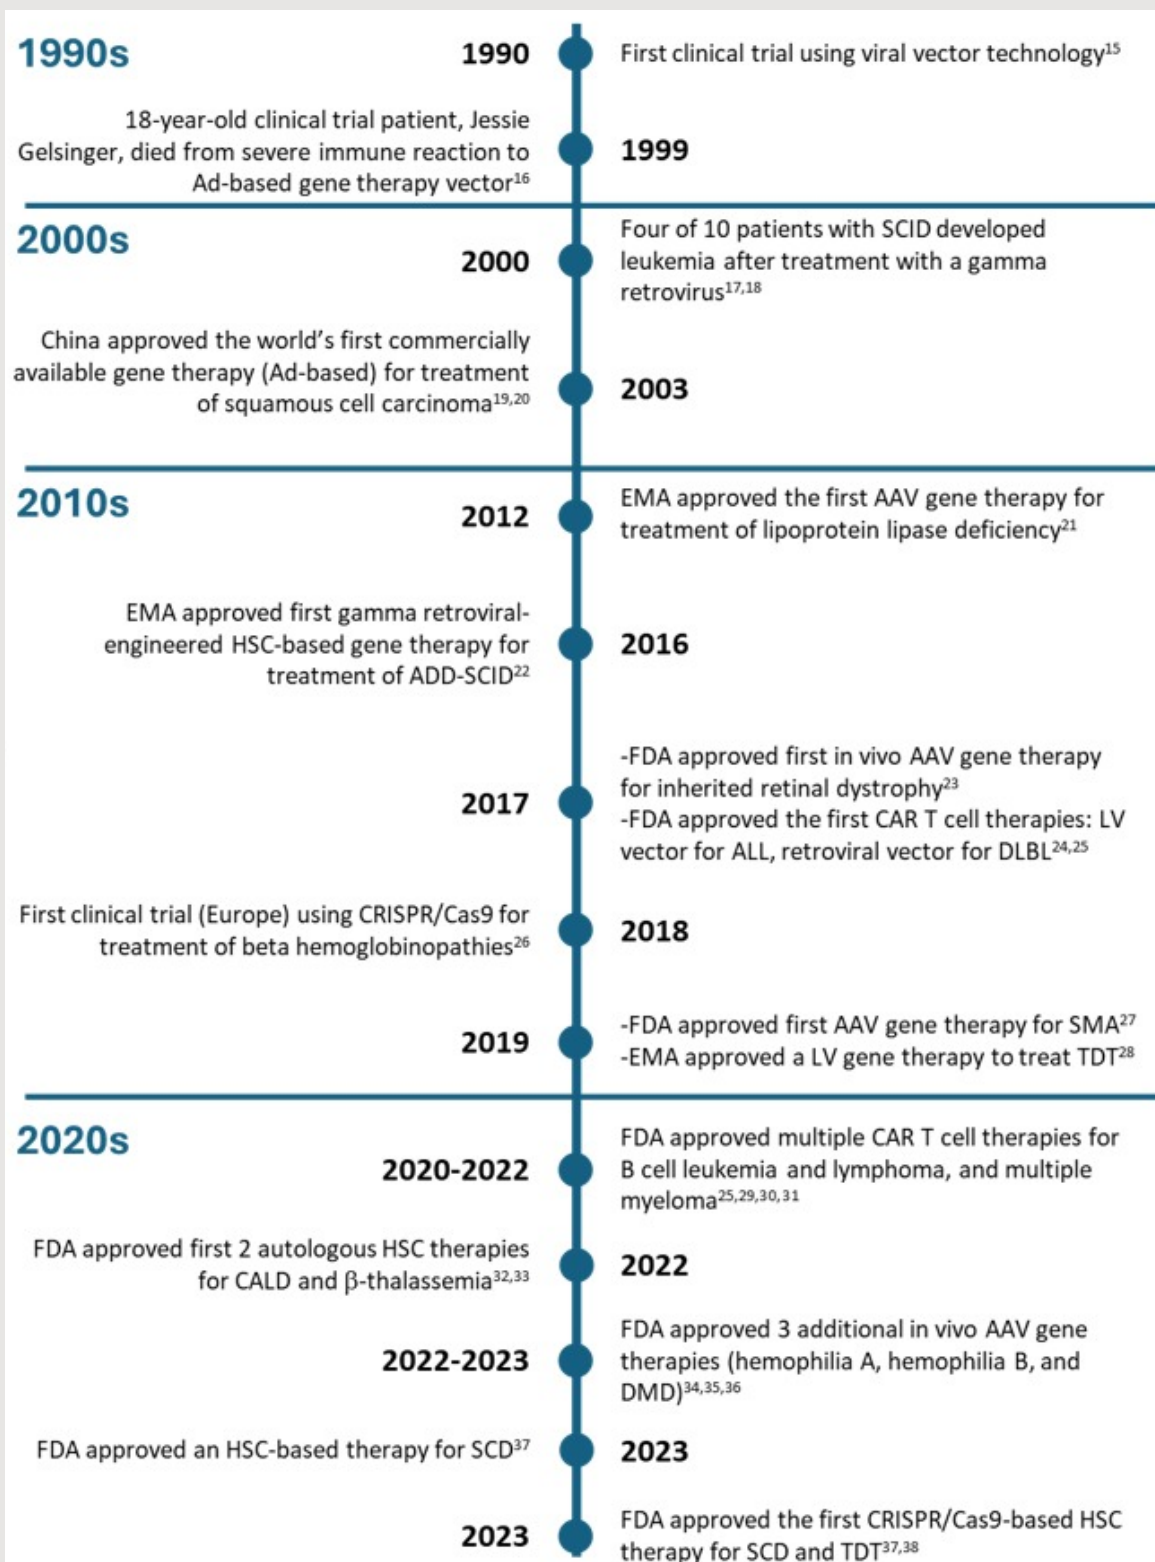 1990s
1990
First clinical trial using viral vector technology15
18-year-old clinical trial patient, Jessie
Gelsinger, died from severe immune reaction to
Ad-based gene therapy vector16
1999
2000s
2000
Four of 10 patients with SCID developed
leukemia after treatment with a gamma
retrovirus17,18
China approved the world's first commercially
available gene therapy (Ad-based) for treatment
of squamous cell carcinoma19,20
2003
2010s
2012
EMA approved the first AAV gene therapy for
treatment of lipoprotein lipase deficiency21
EMA approved first gamma retroviral-
engineered HSC-based gene therapy for
treatment of ADD-SCID22
2016
2017
-FDA approved first in vivo AAV gene therapy
for inherited retinal dystrophy23
-FDA approved the first CAR T cell therapies: LV
vector for ALL, retroviral vector for DLBL24,25
First clinical trial (Europe) using CRISPR/Cas9 for
treatment of beta hemoglobinopathies26
2018
2019
-FDA approved first AAV gene therapy for SMA27
-EMA approved a LV gene therapy to treat TDT28
2020s
2020-2022
FDA approved multiple CAR T cell therapies for
B cell leukemia and lymphoma, and multiple
myeloma25,29,30,31
FDA approved first 2 autologous HSC therapies
for CALD and β-thalassemia32,33
2022
2022-2023
FDA approved 3 additional in vivo AAV gene
therapies (hemophilia A, hemophilia B, and
DMD)34,35,36
FDA approved an HSC-based therapy for SCD37
2023
2023
FDA approved the first CRISPR/Cas9-based HSC
therapy for SCD and TDT37,38